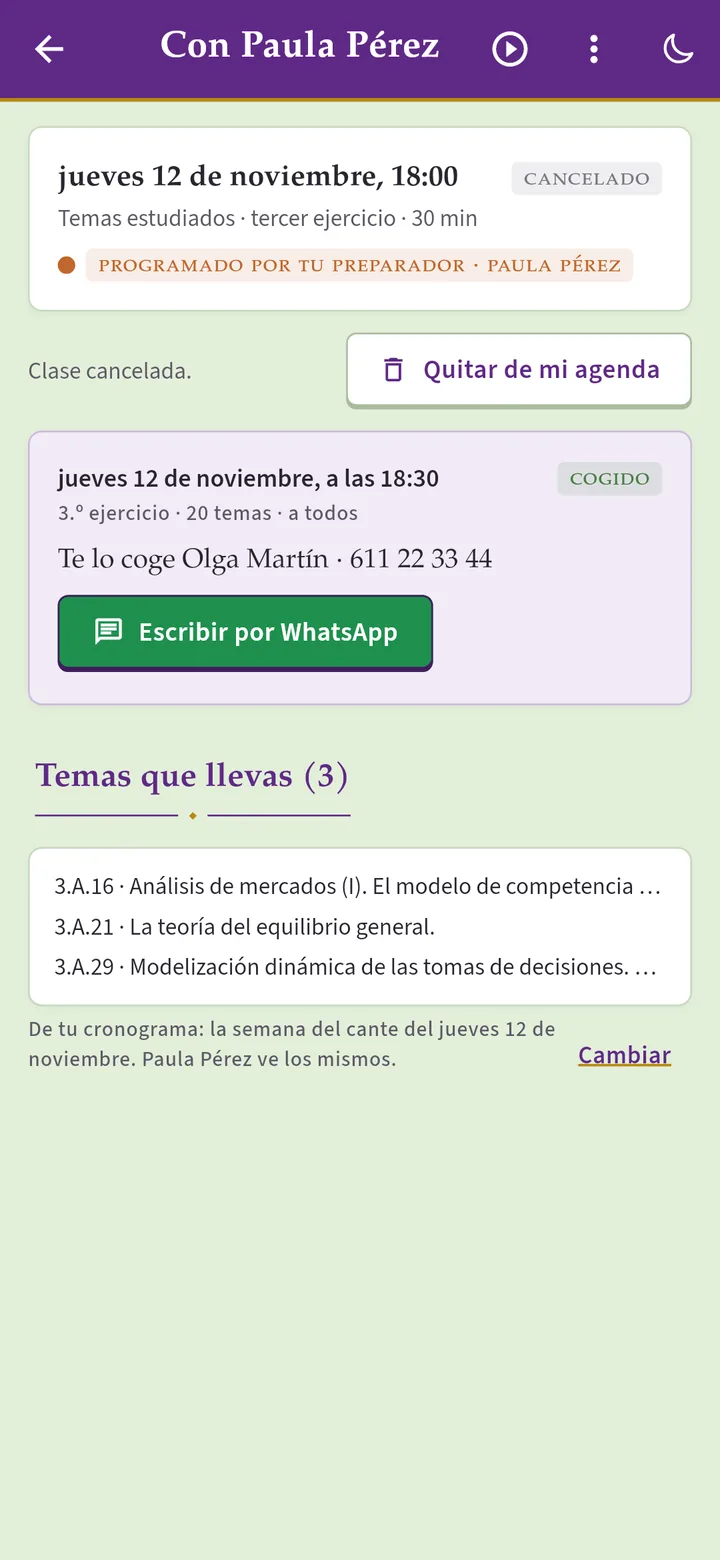 Con Paula Pérez
jueves 12 de noviembre, 18:00
CANCELADO
Temas estudiados · tercer ejercicio · 30 min
PROGRAMADO POR TU PREPARADOR · PAULA PÉREZ
Clase cancelada.
Quitar de mi agenda
jueves 12 de noviembre, a las 18:30
COGIDO
3.º ejercicio · 20 temas · a todos
Te lo coge Olga Martín · 611 22 33 44
Escribir por WhatsApp
Temas que llevas (3)
3.A.16 · Análisis de mercados (I). El modelo de competencia …
3.A.21 · La teoría del equilibrio general.
3.A.29 · Modelización dinámica de las tomas de decisiones. …
De tu cronograma: la semana del cante del jueves 12 de
noviembre. Paula Pérez ve los mismos.
Cambiar